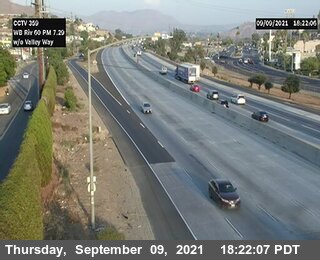 CCTV 359
WB Riv 60 PM 7.29
w/o Valley Way
09/09/2021 18:22:06
Thursday, September 09, 2021 18:22:07 PDT